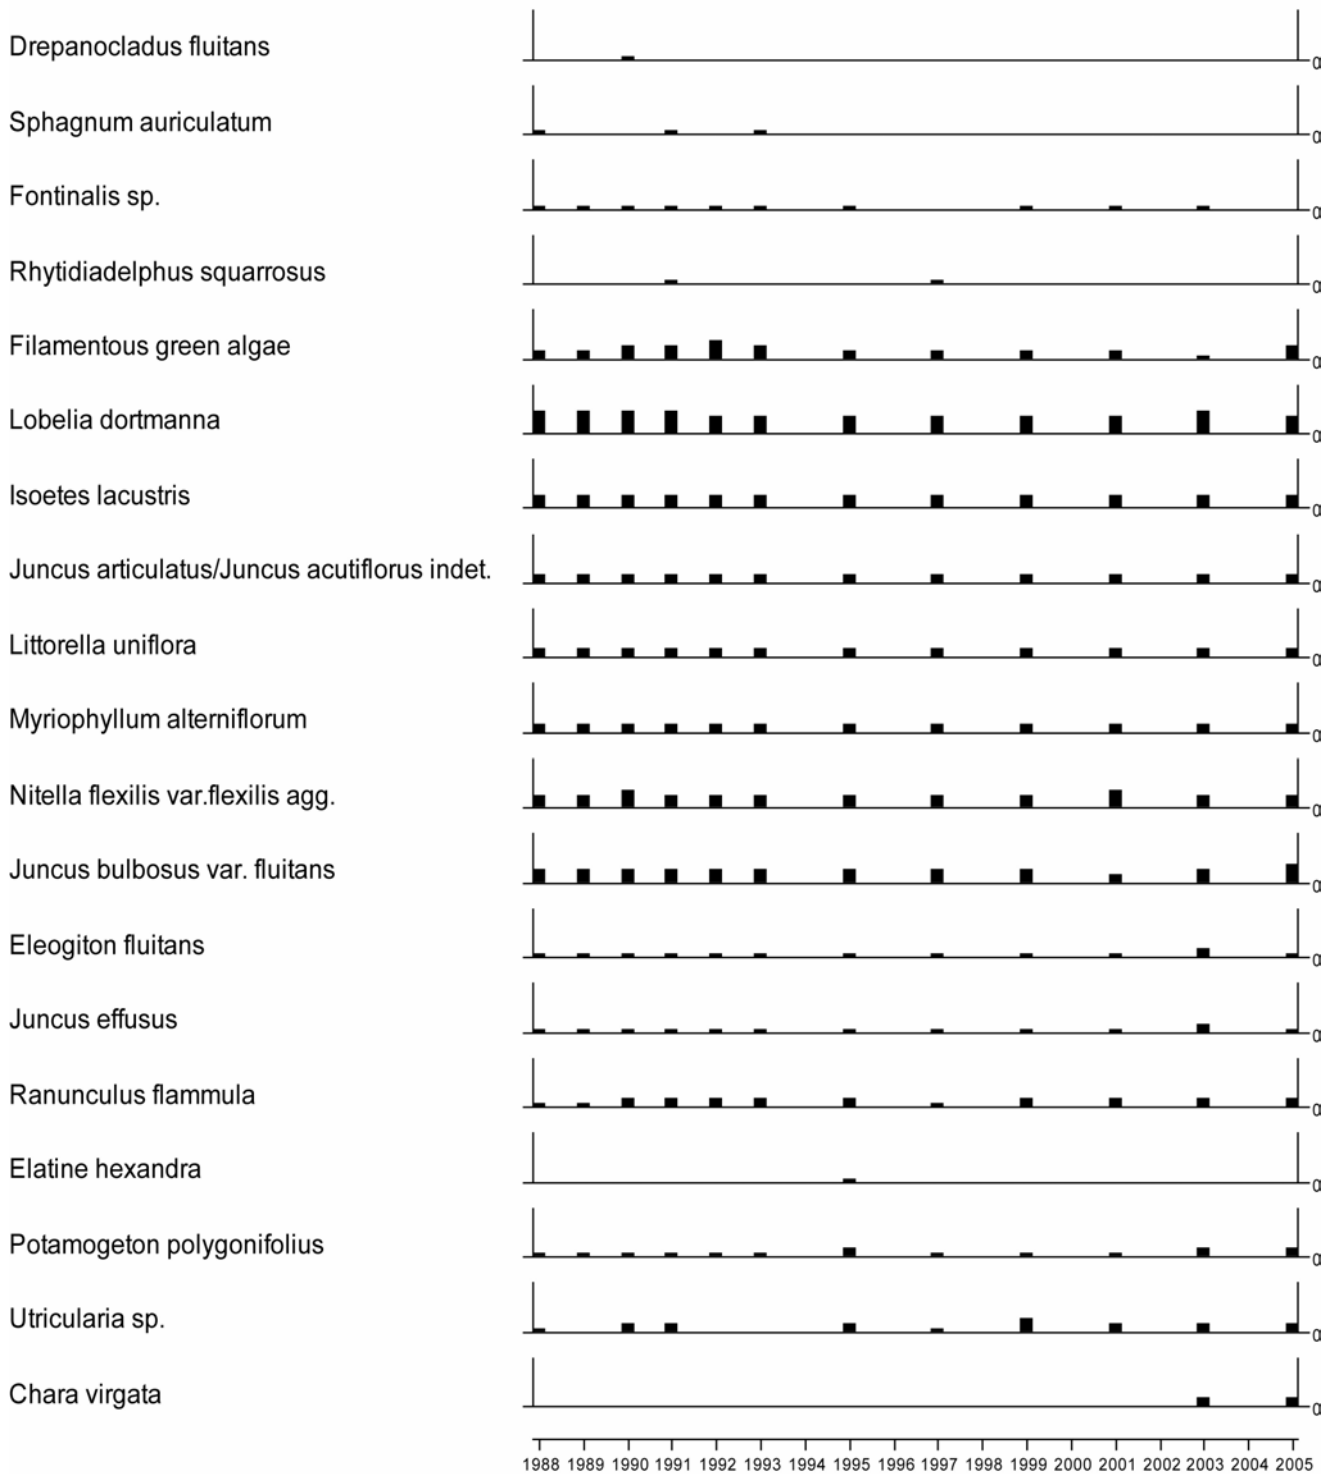 Drepanocladus fluitans
Sphagnum auriculatum
Fontinalis sp.
Rhytidiadelphus squarrosus
Filamentous green algae
Lobelia dortmanna
Isoetes lacustris
Juncus articulatus/Juncus acutiflorus indet.
Littorella uniflora
Myriophyllum alterniflorum
Nitella flexilis var.flexilis agg.
Juncus bulbosus var. fluitans
Eleogiton fluitans
Juncus effusus
Ranunculus flammula
Elatine hexandra
Potamogeton polygonifolius
Utricularia sp.
Chara virgata
1988 1989 1990 1991 1992 1993 1994 1995 1996 1997 1998 1999 2000 2001 2002 2003 2004 2005